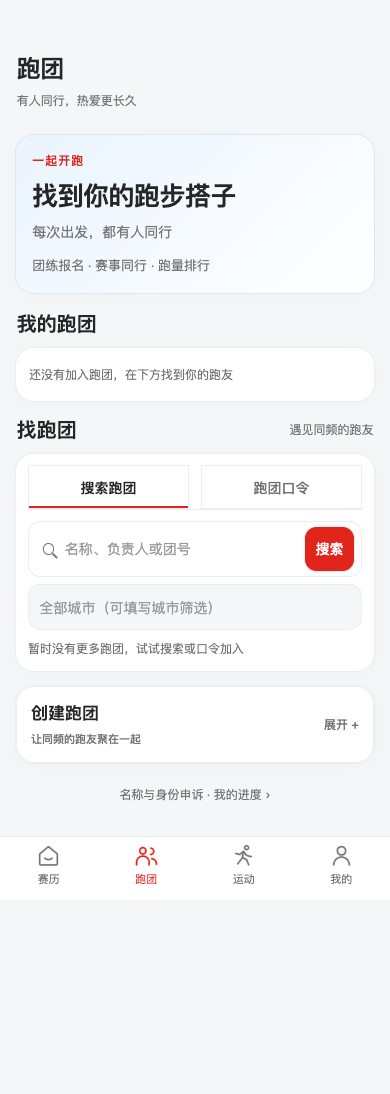 跑团
有人同行，热爱更长久
一起开跑
找到你的跑步搭子
每次出发，都有人同行
团练报名 · 赛事同行 · 跑量排行
我的跑团
还没有加入跑团，在下方找到你的跑友
找跑团
遇见同频的跑友
搜索跑团
跑团口令
名称、负责人或团号
搜索
全部城市（可填写城市筛选）
暂时没有更多跑团，试试搜索或口令加入
创建跑团
让同频的跑友聚在一起
展开 +
名称与身份申诉 · 我的进度 ›
赛历
跑团
运动
我的